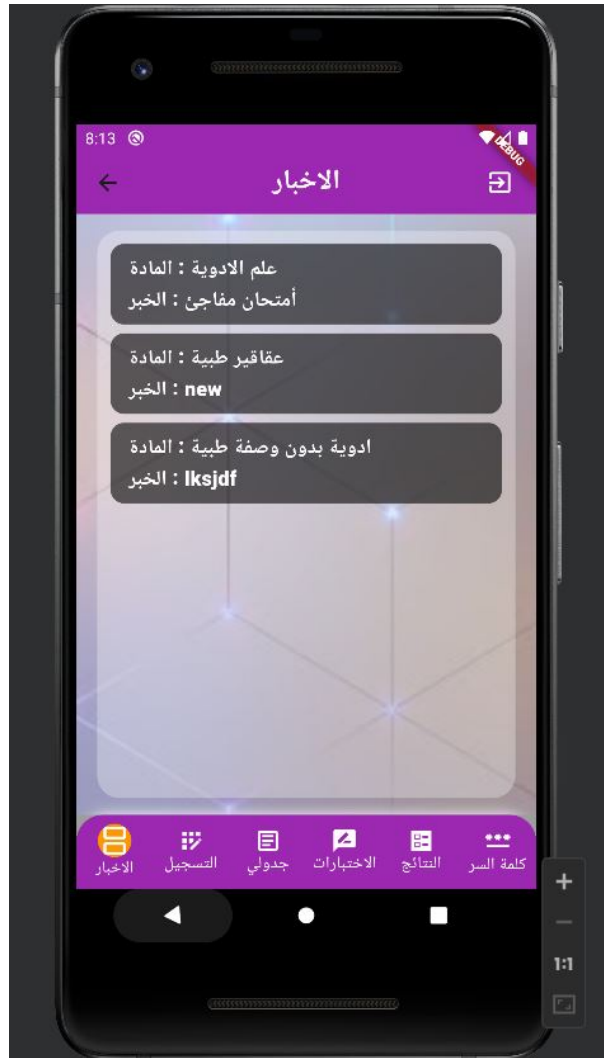 8:13
DEBUG
الاخبار
علم الادوية : المادة
أمتحان مفاجئ : الخبر
عقاقير طبية : المادة
new : الخبر
ادوية بدون وصفة طبية : المادة
lksjdf : الخبر
الاخبار
التسجيل
جدولي
الاختبارات
النتائج
كلمة السر
1:1